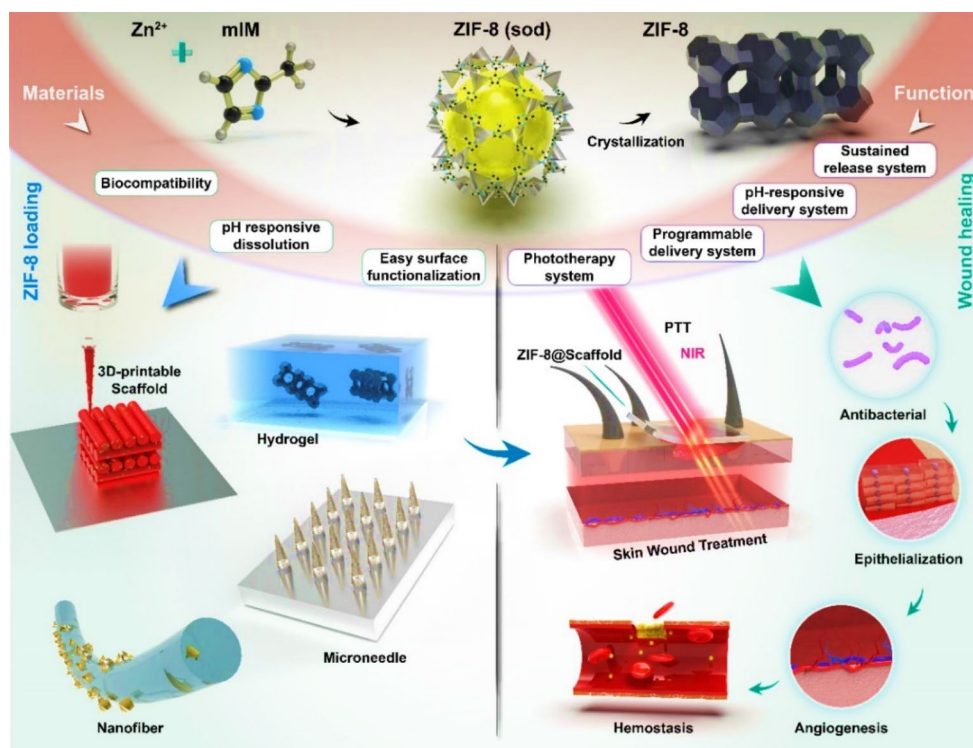 Zn2+
mIM
ZIF-8 (sod)
ZIF-8
Materials
Function
Crystallization
Sustained
release system
Biocompatibility
pH-responsive
delivery system
pH responsive
dissolution
Programmable
delivery system
Easy surface
functionalization
Phototherapy
system
ZIF-8 loading
Wound healing
3D-printable
Scaffold
Hydrogel
Microneedle
Nanofiber
PTT
NIR
ZIF-8@Scaffold
Skin Wound Treatment
Antibacterial
Epithelialization
Angiogenesis
Hemostasis